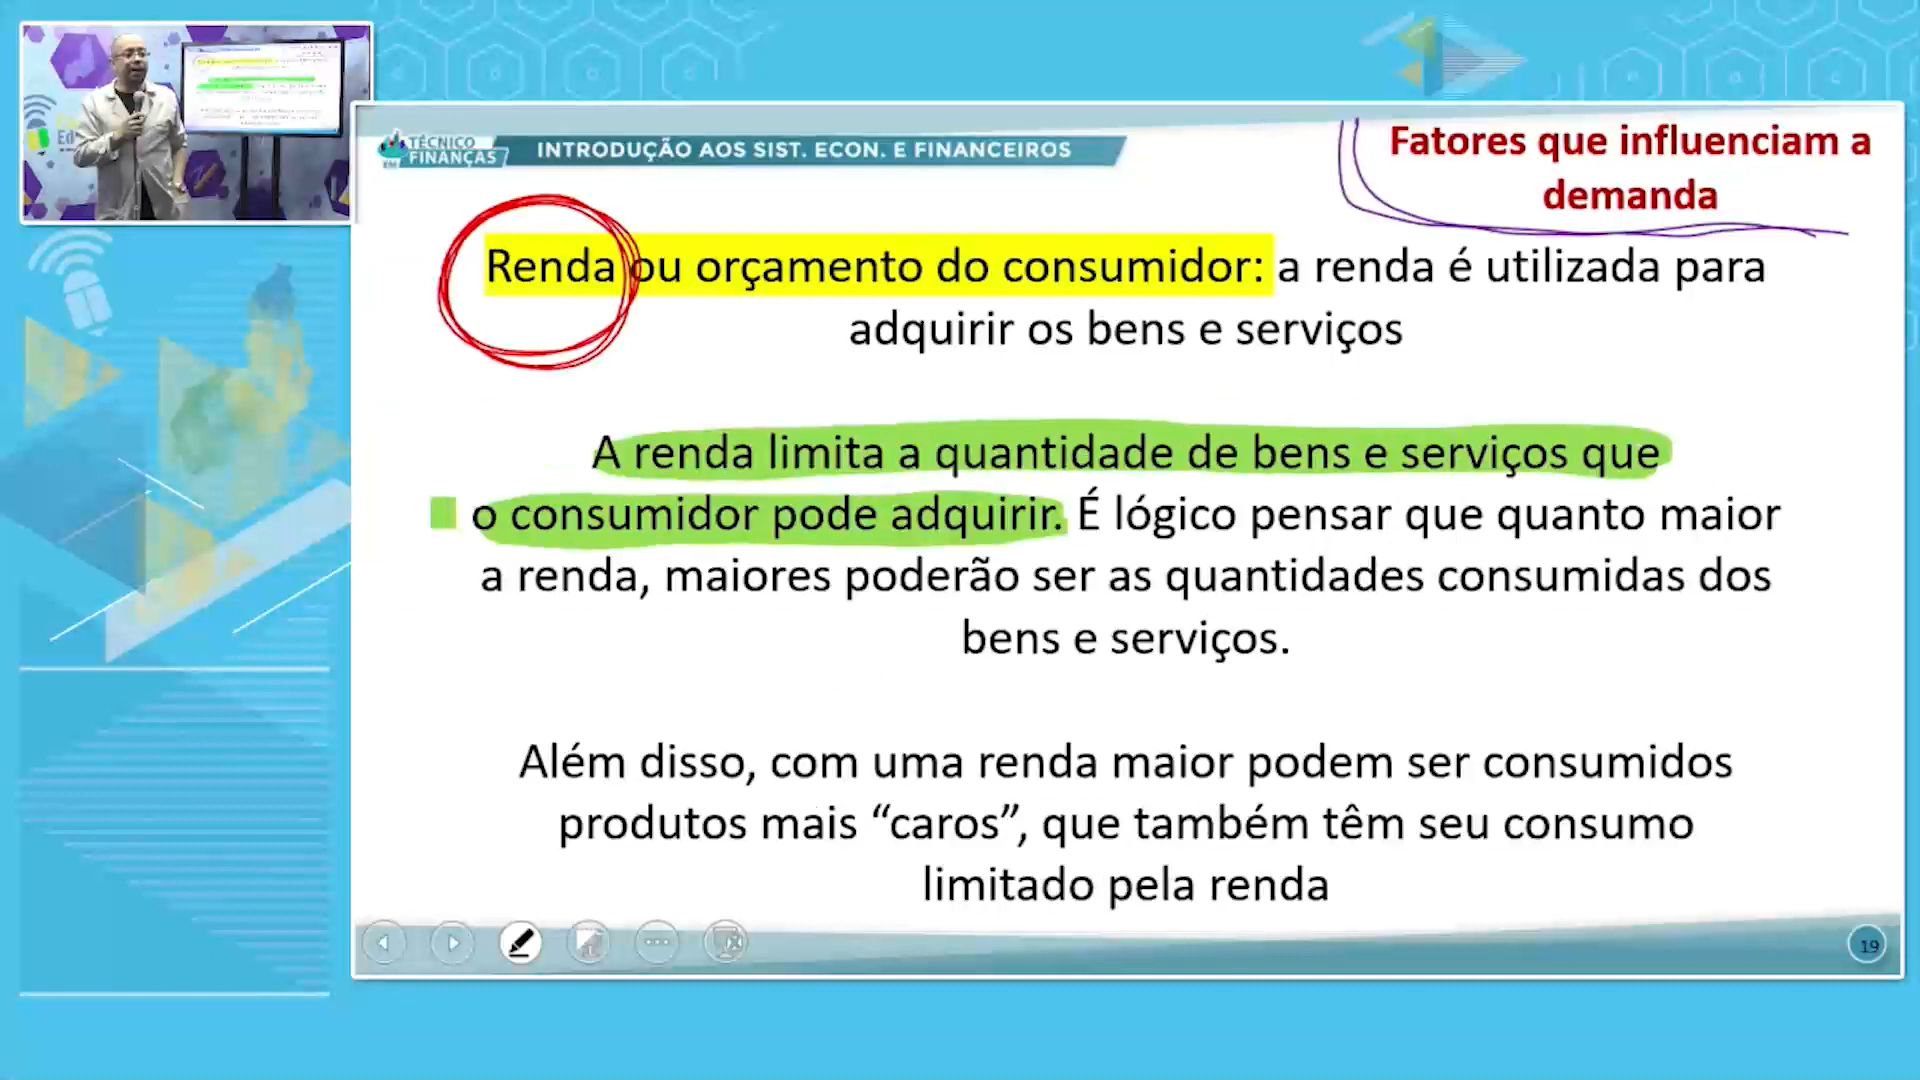 TÉCNICO
EM FINANÇAS
INTRODUÇÃO AOS SIST. ECON. E FINANCEIROS
Fatores que influenciam a
demanda
Renda ou orçamento do consumidor: a renda é utilizada para
adquirir os bens e serviços
A renda limita a quantidade de bens e serviços que
o consumidor pode adquirir. É lógico pensar que quanto maior
a renda, maiores poderão ser as quantidades consumidas dos
bens e serviços.
Além disso, com uma renda maior podem ser consumidos
produtos mais “caros”, que também têm seu consumo
limitado pela renda
19